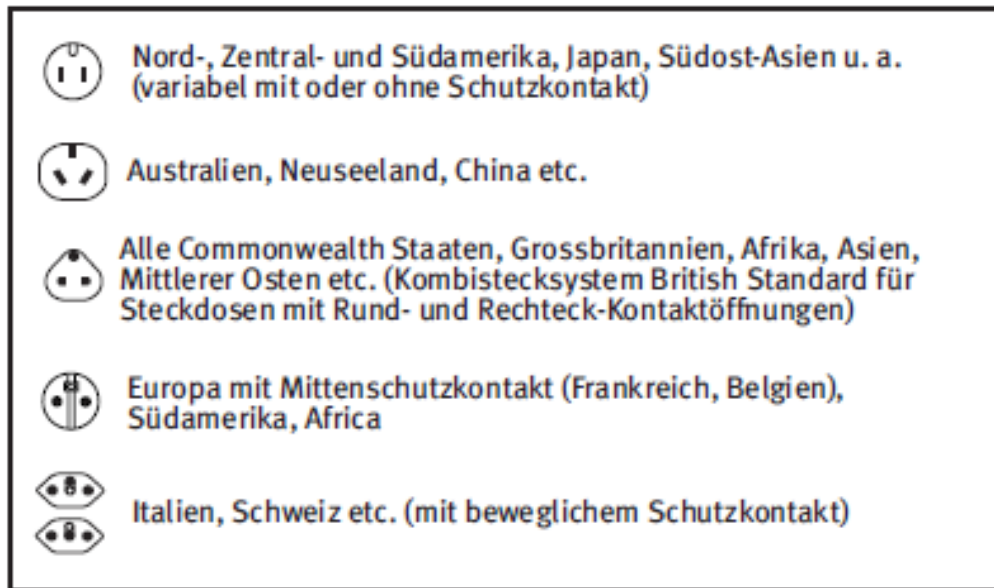 Nord-, Zentral- und Südamerika, Japan, Südost-Asien u. a.
(variabel mit oder ohne Schutzkontakt)
Australien, Neuseeland, China etc.
Alle Commonwealth Staaten, Grossbritannien, Afrika, Asien,
Mittlerer Osten etc. (Kombistecksystem British Standard für
Steckdosen mit Rund- und Rechteck-Kontaktöffnungen)
Europa mit Mittenschutzkontakt (Frankreich, Belgien),
Südamerika, Africa
Italien, Schweiz etc. (mit beweglichem Schutzkontakt)